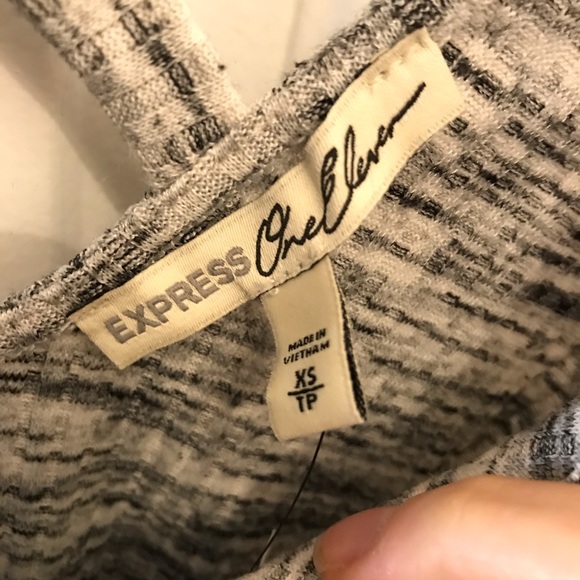 EXPRESS One Eleven
MADE IN
VIETNAM
XS
TP